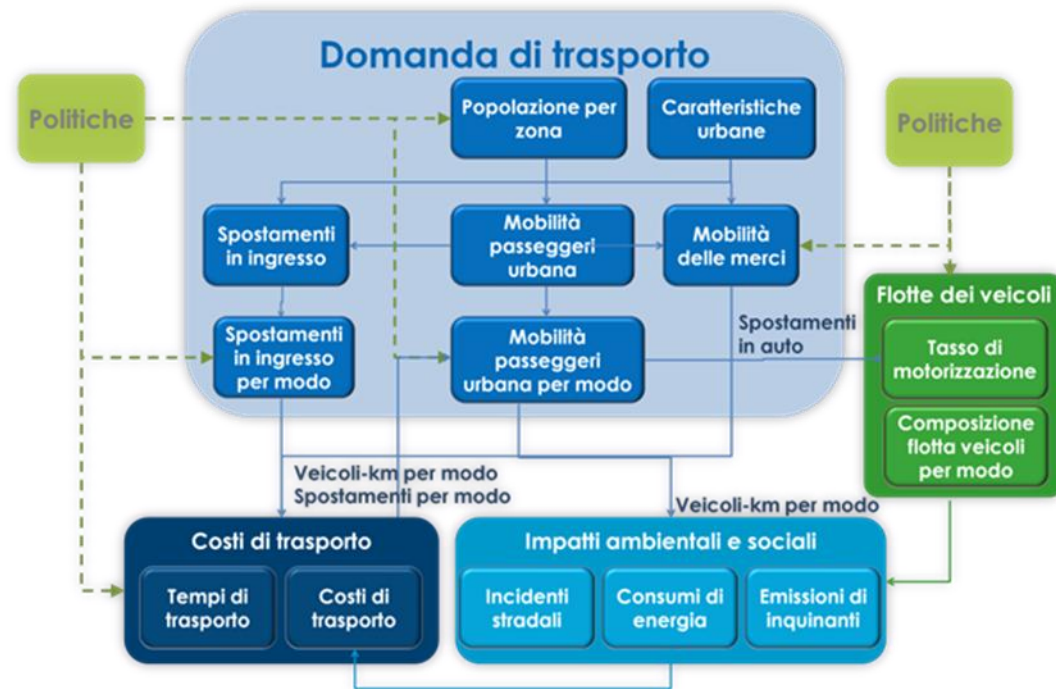 Domanda di trasporto
Politiche
Popolazione per
zona
Caratteristiche
urbane
Politiche
Spostamenti
in ingresso
Mobilità
passeggeri
urbana
Mobilità
delle merci
Flotte dei veicoli
Spostamenti
in ingresso
per modo
Mobilità
passeggeri
urbana per modo
Spostamenti
in auto
Tasso di
motorizzazione
Composizione
flotta veicoli
per modo
Veicoli-km per modo
Spostamenti per modo
Veicoli-km per modo
Costi di trasporto
Tempi di
trasporto
Costi di
trasporto
Impatti ambientali e sociali
Incidenti
stradali
Consumi di
energia
Emissioni di
inquinanti